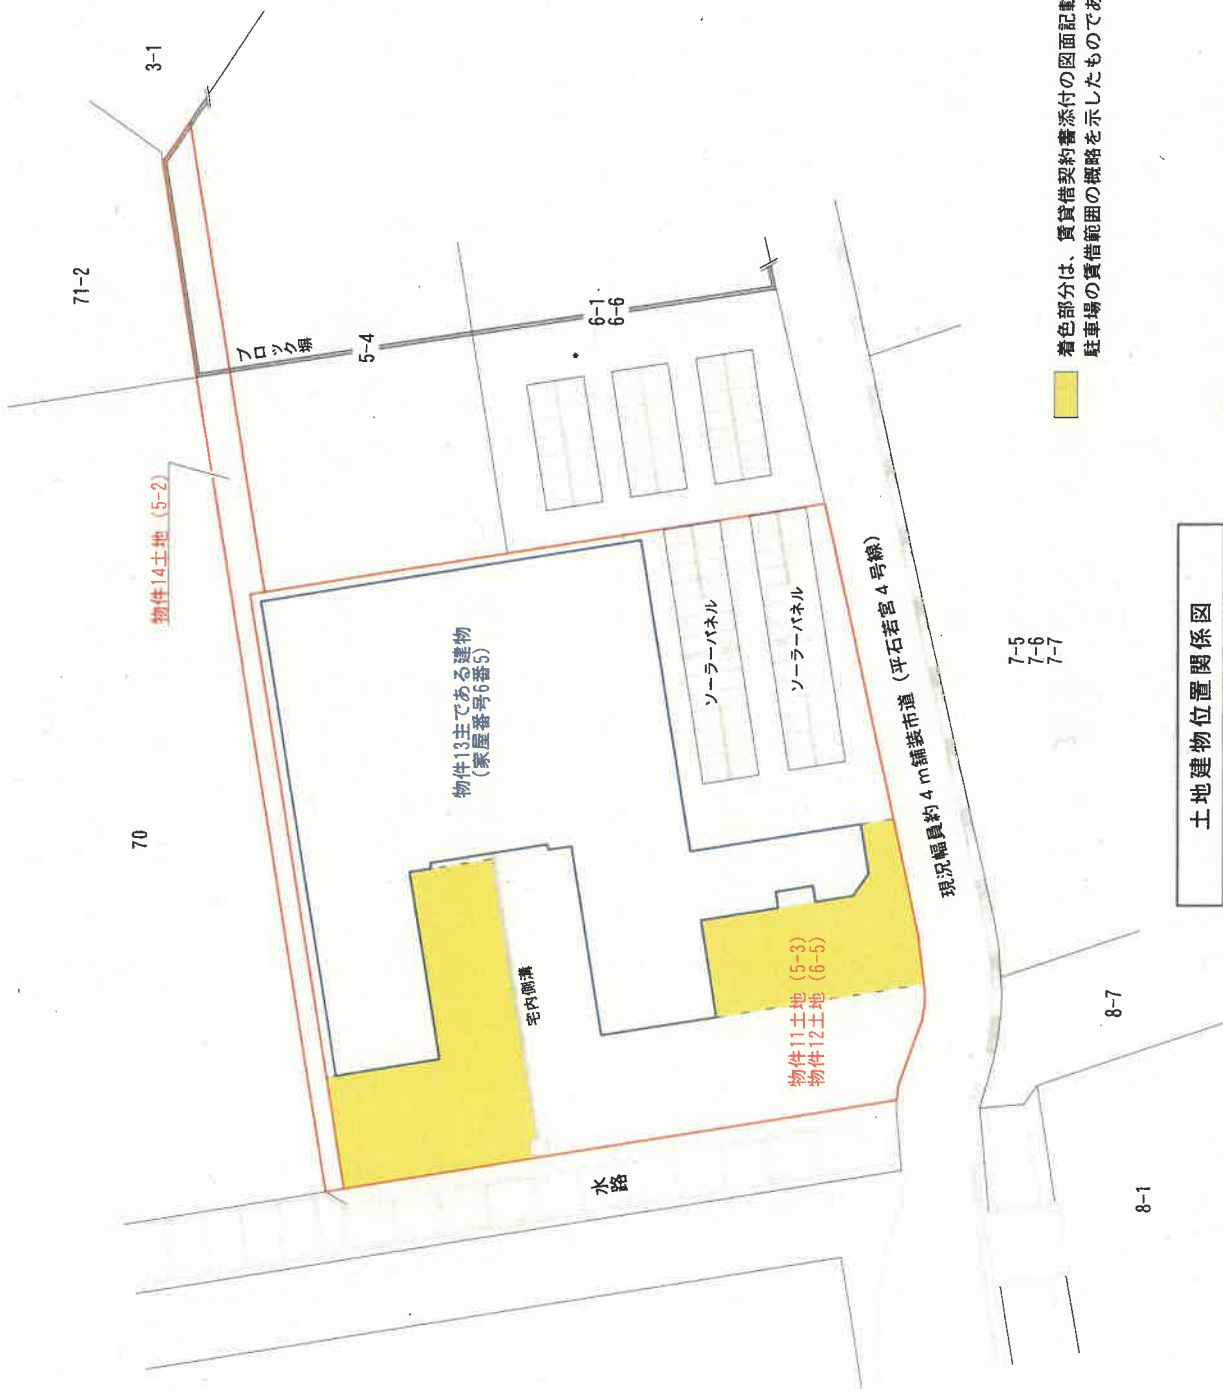 3-1
71-2
ブロック塀
5-4
6-1
6-6
物件14土地 (5-2)
70
物件13主である建物
(家屋番号6番5)
ソーラーパネル
ソーラーパネル
宅内側溝
物件11土地 (5-3)
物件12土地 (6-5)
水路
現況幅員約4m舗装市道 (平石若宮4号線)
7-5
7-6
7-7
8-7
8-1
着色部分は、賃貸借契約書添付の図面記載
駐車場の賃借範囲の概略を示したものであ
土地建物位置関係図